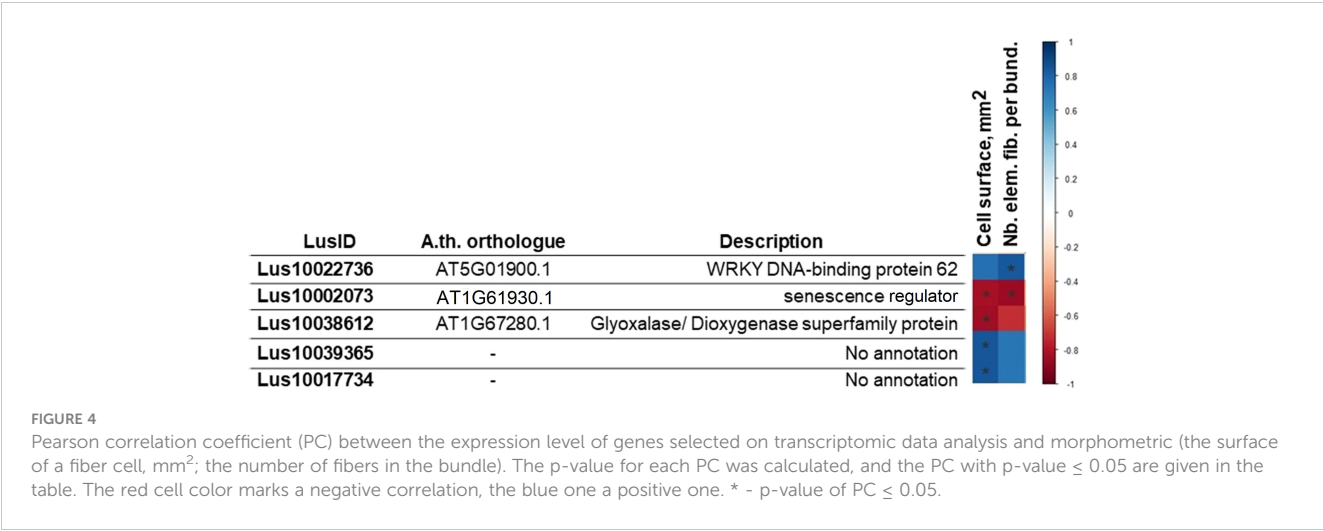 Cell surface, mm²
Nb. elem. fib. per bund.
1
0.8
0.6
0.4
0.2
0
-0.2
-0.4
-0.6
-0.8
-1
LusID A.th. orthologue Description
Lus10022736 AT5G01900.1 WRKY DNA-binding protein 62 *
Lus10002073 AT1G61930.1 senescence regulator * *
Lus10038612 AT1G67280.1 Glyoxalase/ Dioxygenase superfamily protein *
Lus10039365 - No annotation *
Lus10017734 - No annotation *
FIGURE 4
Pearson correlation coefficient (PC) between the expression level of genes selected on transcriptomic data analysis and morphometric (the surface
of a fiber cell, mm²; the number of fibers in the bundle). The p-value for each PC was calculated, and the PC with p-value ≤ 0.05 are given in the
table. The red cell color marks a negative correlation, the blue one a positive one. * - p-value of PC ≤ 0.05.